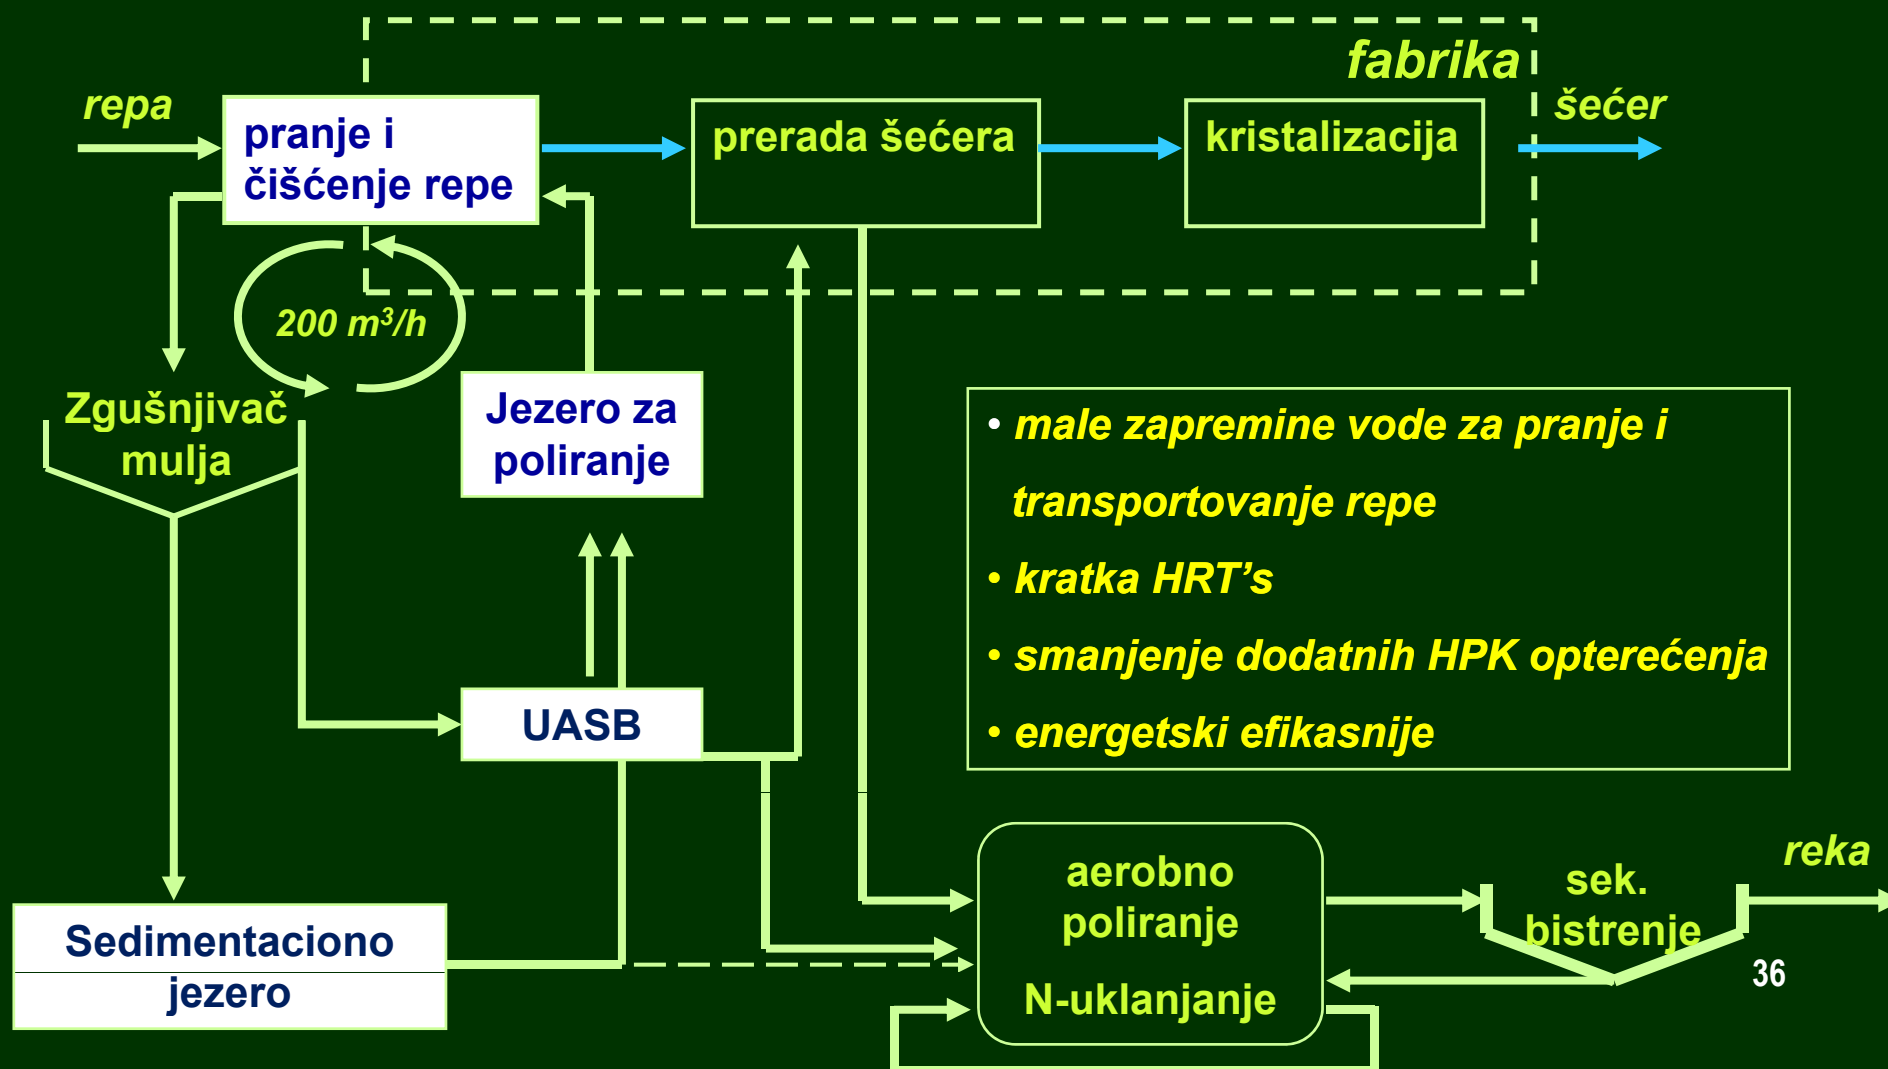 fabrika
repa
šećer
pranje i
čišćenje repe
prerada šećera
kristalizacija
200 m³/h
Zgušnjivač
mulja
Jezero za
poliranje
• male zapremine vode za pranje i
transportovanje repe
• kratka HRT’s
• smanjenje dodatnih HPK opterećenja
• energetski efikasnije
UASB
reka
aerobno
poliranje
N-uklanjanje
sek.
bistrenje
Sedimentaciono
jezero
36